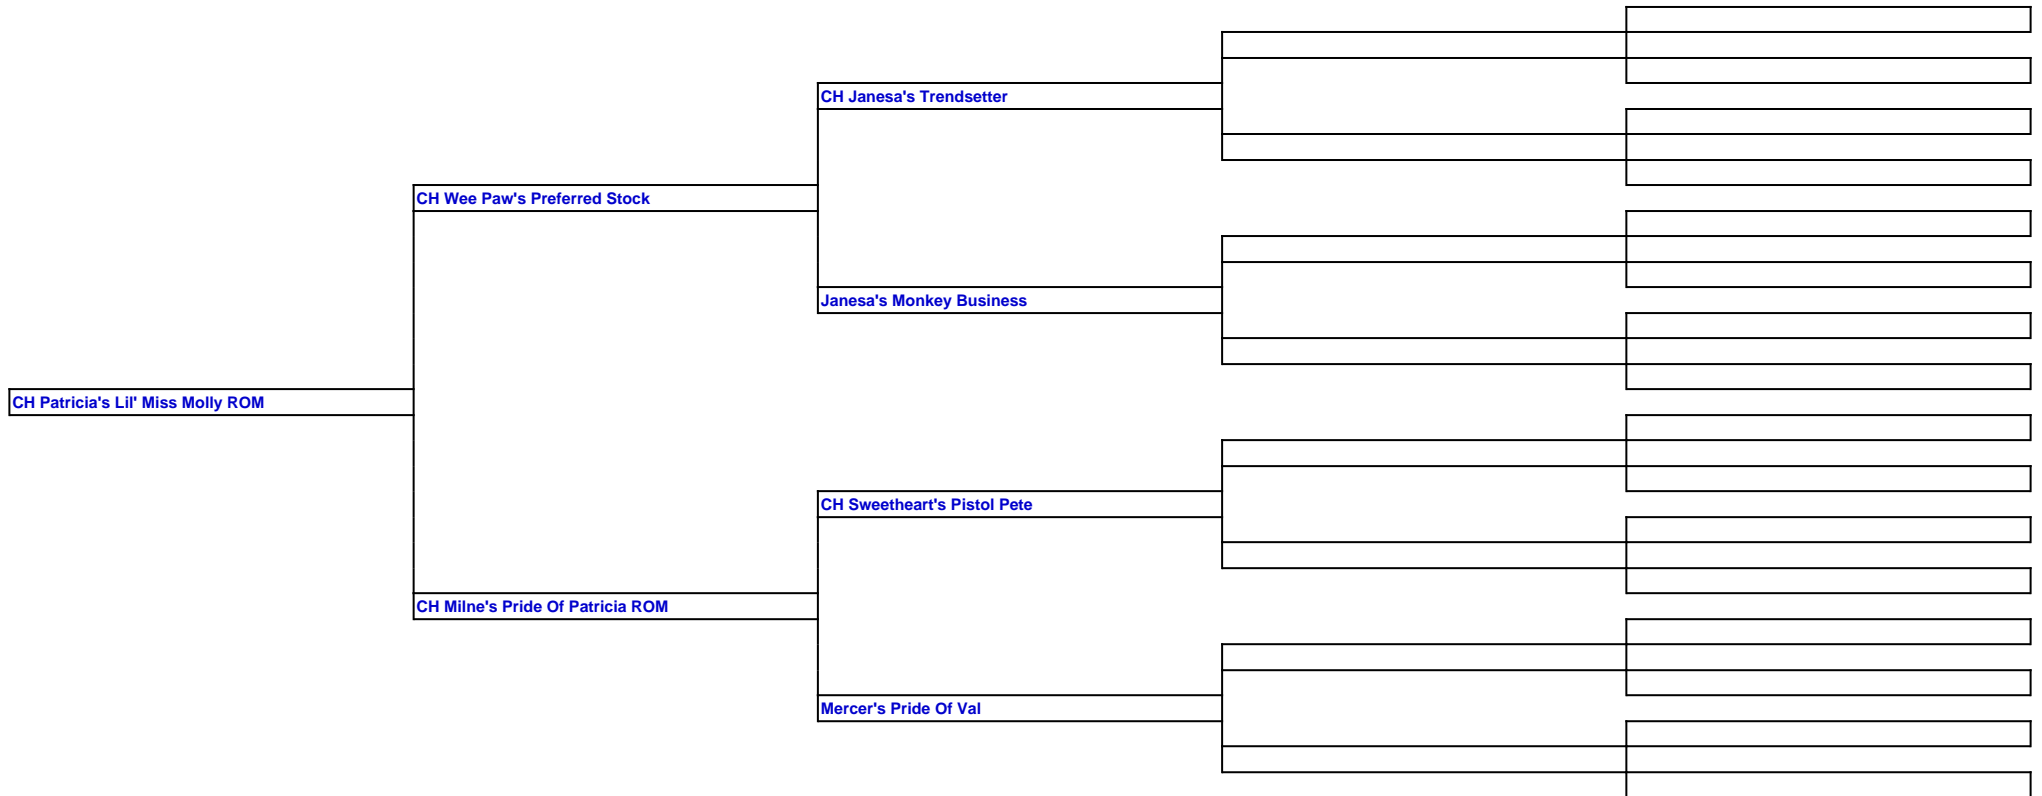 CH Janesa's Trendsetter
CH Wee Paw's Preferred Stock
Janesa's Monkey Business
CH Patricia's Lil' Miss Molly ROM
CH Sweetheart's Pistol Pete
CH Milne's Pride Of Patricia ROM
Mercer's Pride Of Val